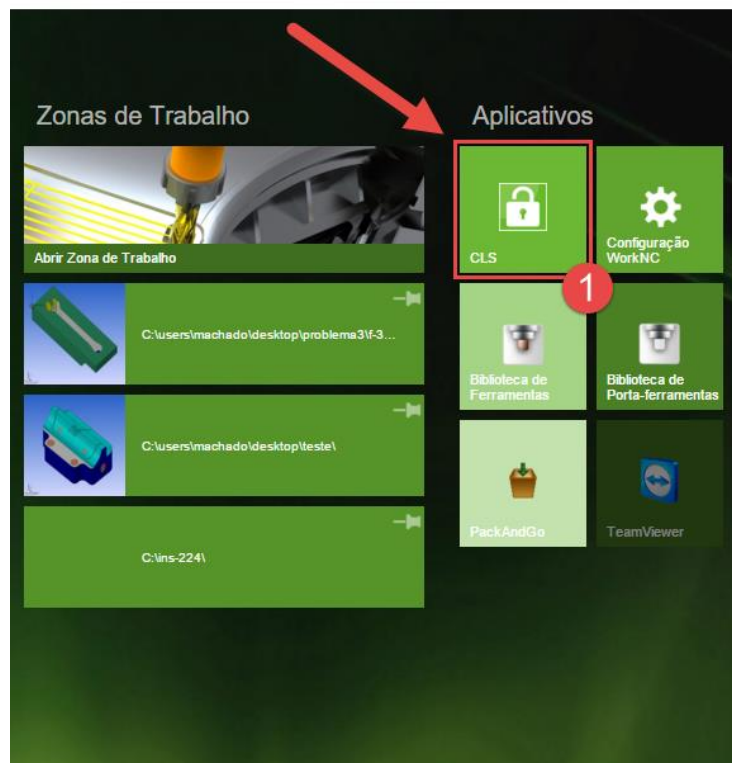 Zonas de Trabalho
Abrir Zona de Trabalho
C:\users\machado\desktop\problema3\f-3...
C:\users\machado\desktop\teste\
C:\ins-224\
Aplicativos
CLS
1
Configuração
WorkNC
Biblioteca de
Ferramentas
Biblioteca de
Porta-ferramentas
PackAndGo
TeamViewer